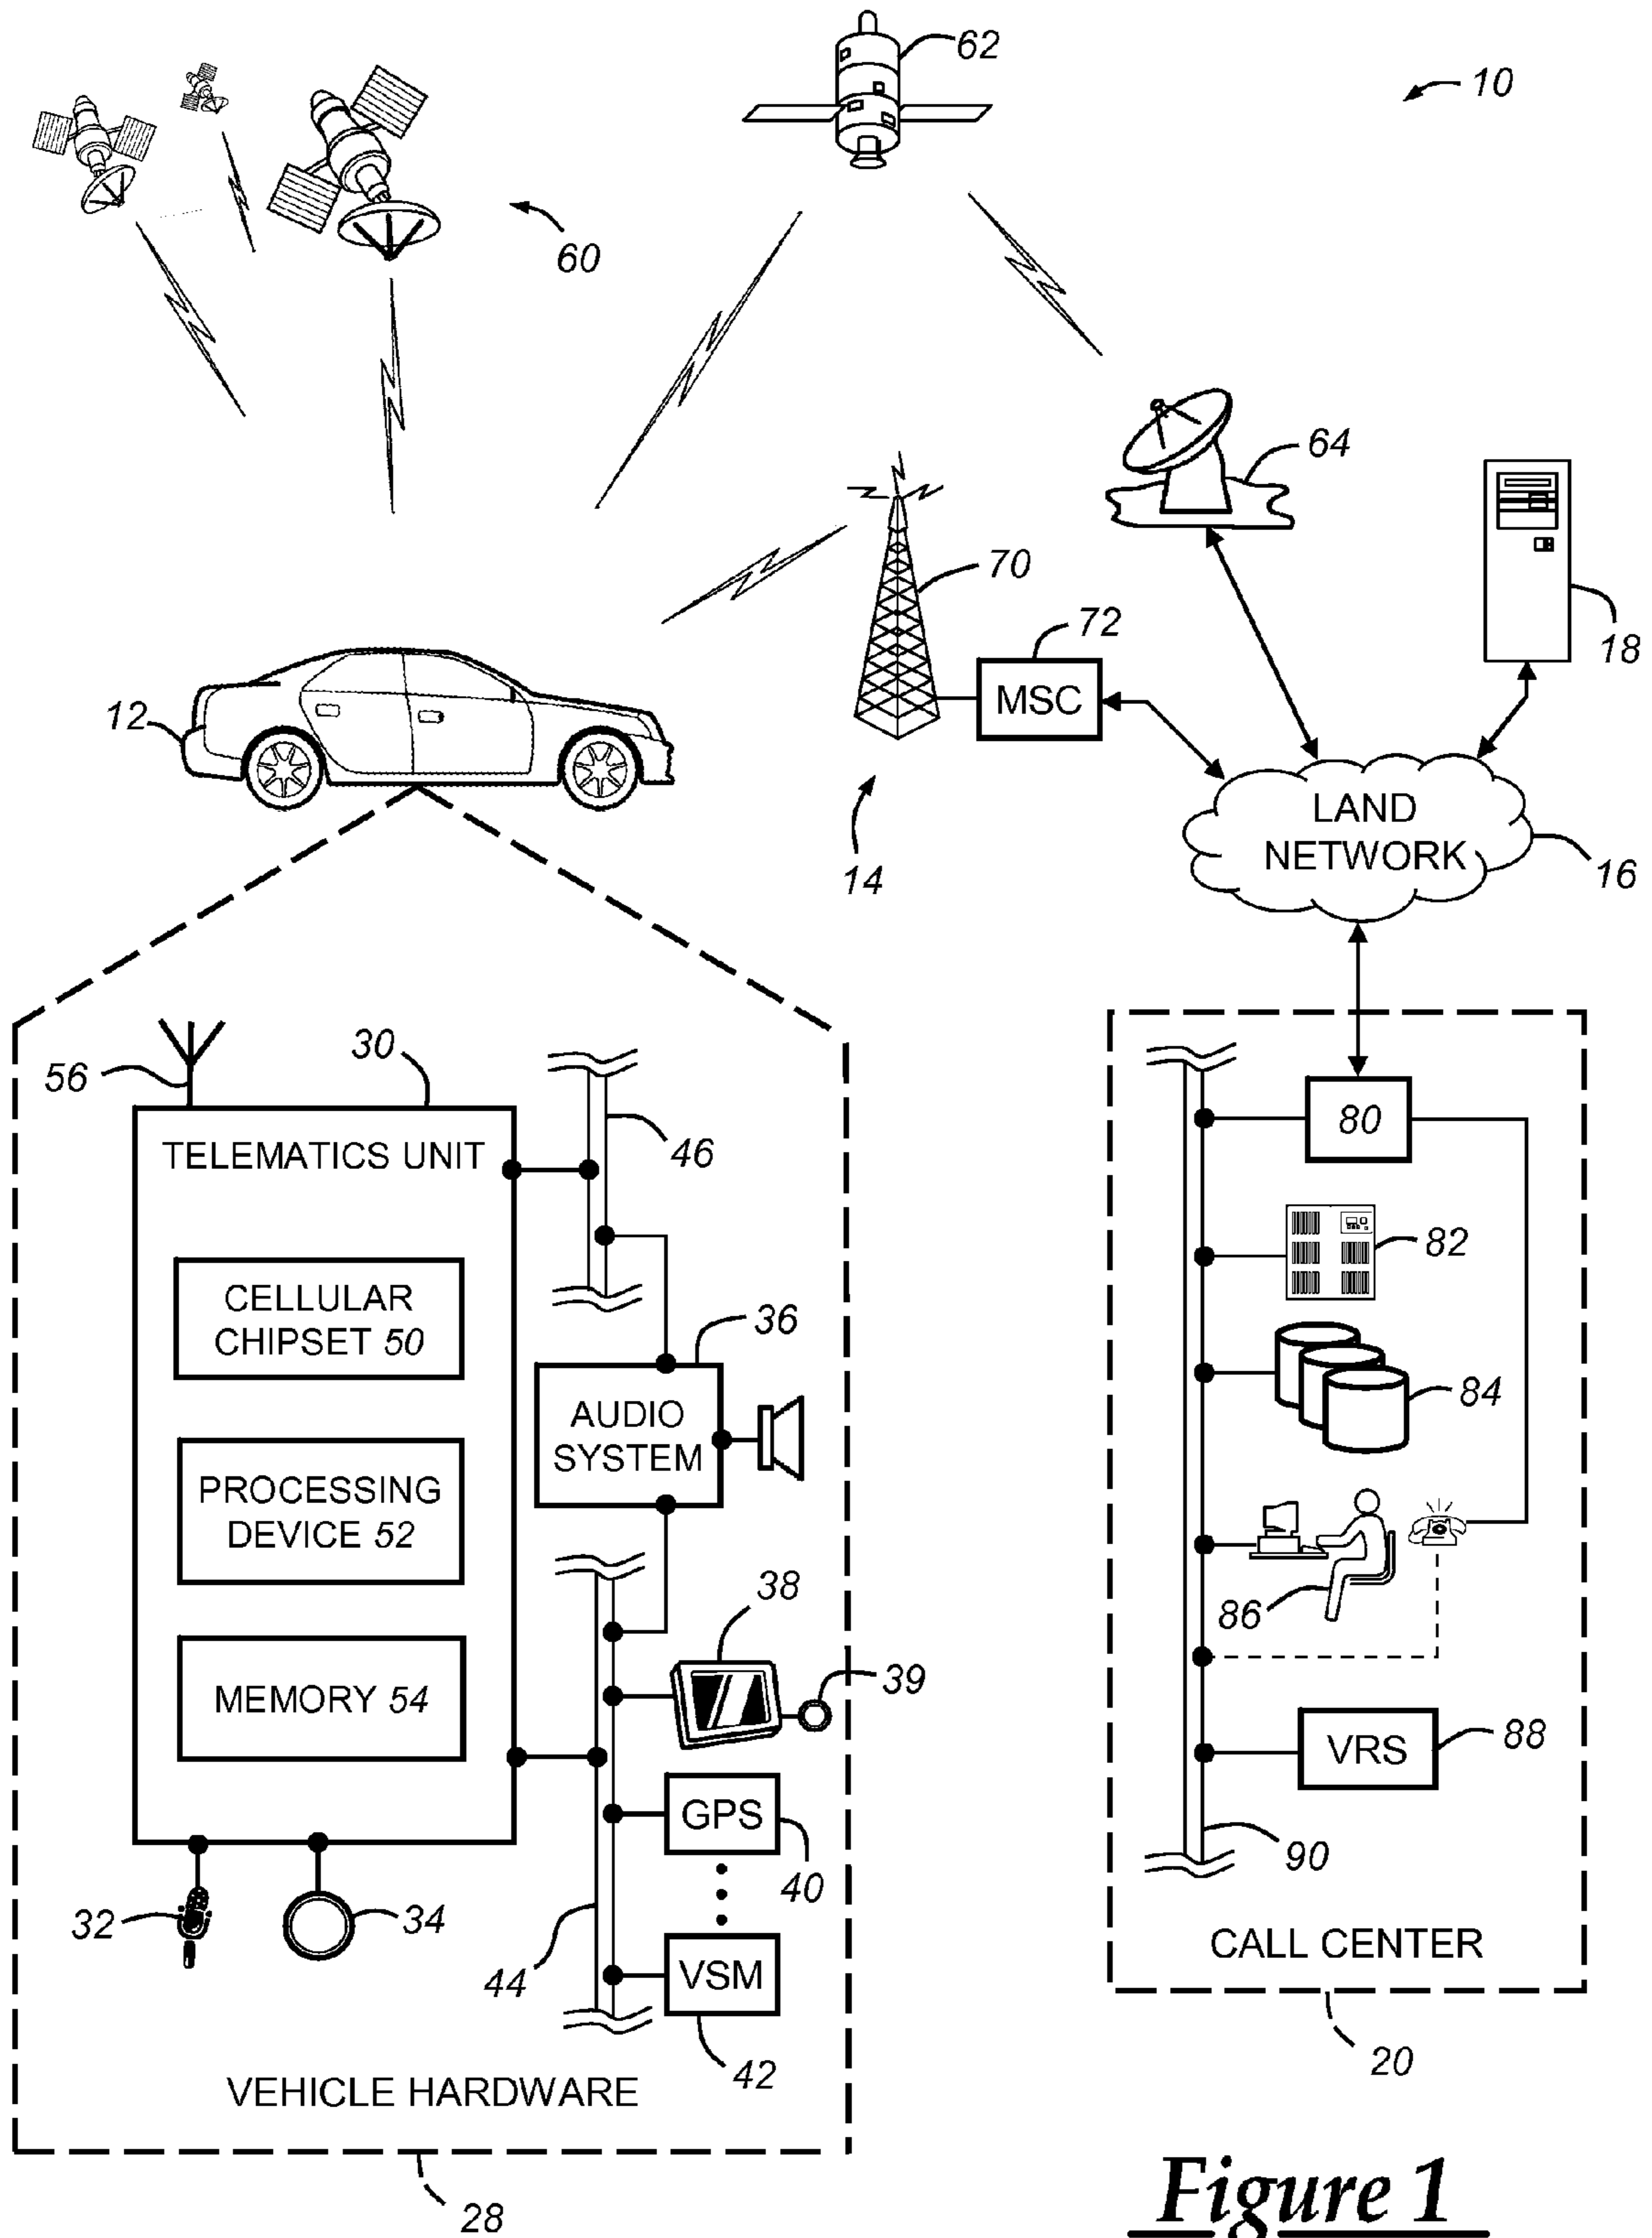 62
10
60
64
18
70
72
MSC
12
LAND
NETWORK
16
14
56
30
46
TELEMATICS UNIT
80
82
CELLULAR
CHIPSET 50
36
AUDIO
SYSTEM
84
PROCESSING
DEVICE 52
38
86
39
MEMORY 54
VRS
88
GPS
40
90
32
34
44
VSM
42
CALL CENTER
20
VEHICLE HARDWARE
28
Figure 1